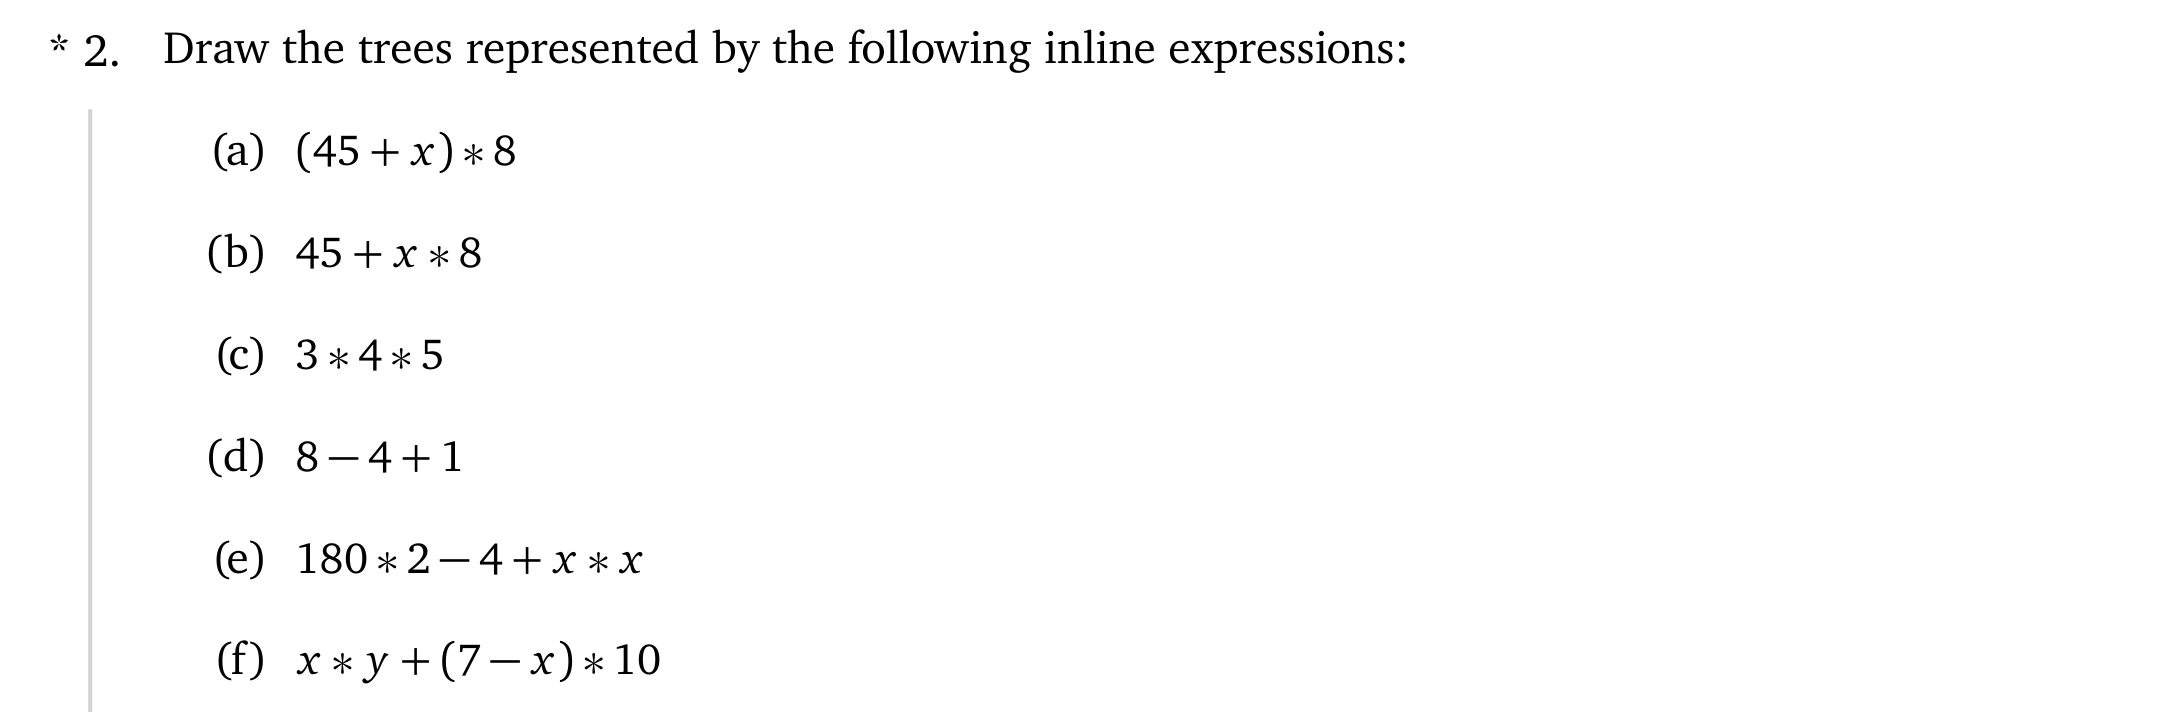 * 2. Draw the trees represented by the following inline expressions:
(a) (45 + x) ∗ 8
(b) 45 + x ∗ 8
(c) 3 ∗ 4 ∗ 5
(d) 8 − 4 + 1
(e) 180 ∗ 2 − 4 + x ∗ x
(f) x ∗ y + (7 − x) ∗ 10